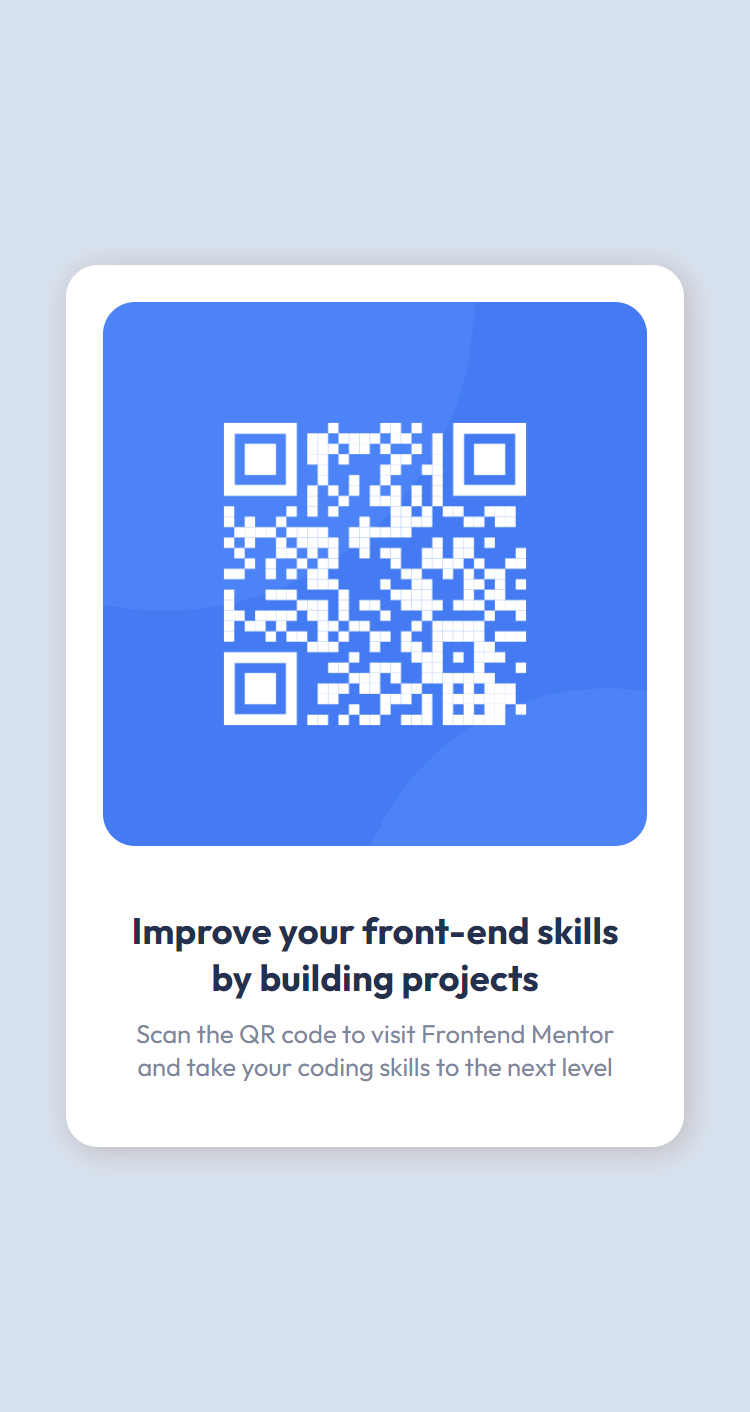 Improve your front-end skills
by building projects
Scan the QR code to visit Frontend Mentor
and take your coding skills to the next level